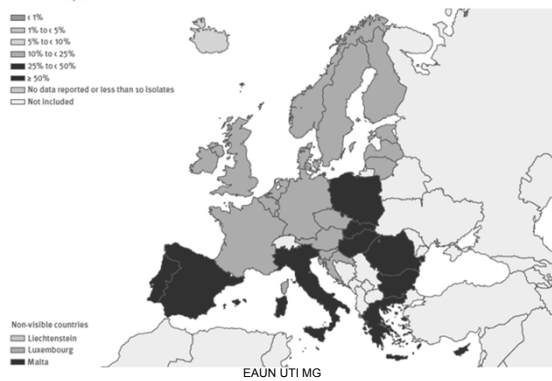 < 1%
1% to < 5%
5% to < 10%
10% to < 25%
25% to < 50%
≥ 50%
No data reported or less than 10 isolates
Not included
Non-visible countries
Liechtenstein
Luxembourg
Malta
EAUN UTI MG